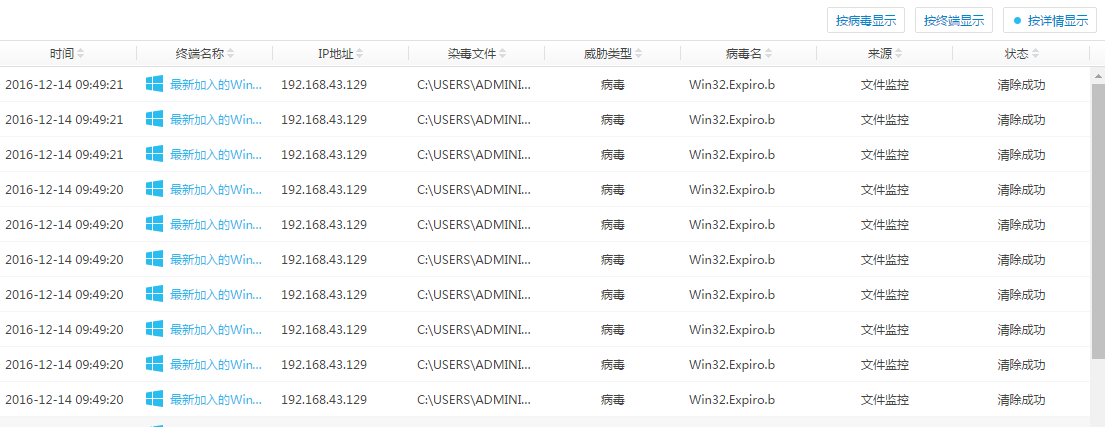 按病毒显示 按终端显示 按详情显示
时间 终端名称 IP地址 染毒文件 威胁类型 病毒名 来源 状态
2016-12-14 09:49:21 最新加入的Win... 192.168.43.129 C:\USERS\ADMINI... 病毒 Win32.Expiro.b 文件监控 清除成功
2016-12-14 09:49:21 最新加入的Win... 192.168.43.129 C:\USERS\ADMINI... 病毒 Win32.Expiro.b 文件监控 清除成功
2016-12-14 09:49:21 最新加入的Win... 192.168.43.129 C:\USERS\ADMINI... 病毒 Win32.Expiro.b 文件监控 清除成功
2016-12-14 09:49:20 最新加入的Win... 192.168.43.129 C:\USERS\ADMINI... 病毒 Win32.Expiro.b 文件监控 清除成功
2016-12-14 09:49:20 最新加入的Win... 192.168.43.129 C:\USERS\ADMINI... 病毒 Win32.Expiro.b 文件监控 清除成功
2016-12-14 09:49:20 最新加入的Win... 192.168.43.129 C:\USERS\ADMINI... 病毒 Win32.Expiro.b 文件监控 清除成功
2016-12-14 09:49:20 最新加入的Win... 192.168.43.129 C:\USERS\ADMINI... 病毒 Win32.Expiro.b 文件监控 清除成功
2016-12-14 09:49:20 最新加入的Win... 192.168.43.129 C:\USERS\ADMINI... 病毒 Win32.Expiro.b 文件监控 清除成功
2016-12-14 09:49:20 最新加入的Win... 192.168.43.129 C:\USERS\ADMINI... 病毒 Win32.Expiro.b 文件监控 清除成功
2016-12-14 09:49:20 最新加入的Win... 192.168.43.129 C:\USERS\ADMINI... 病毒 Win32.Expiro.b 文件监控 清除成功